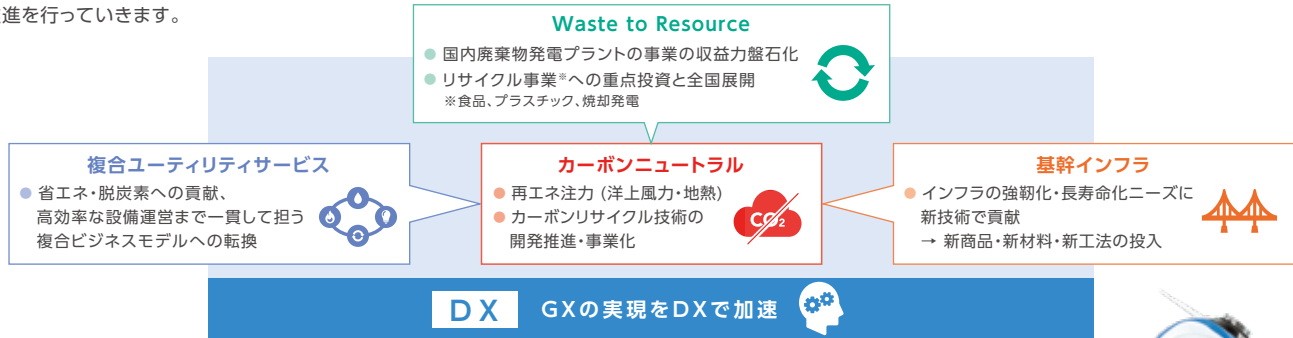 進を行っていきます。
Waste to Resource
● 国内廃棄物発電プラントの事業の収益力盤石化
● リサイクル事業※への重点投資と全国展開
※食品、プラスチック、焼却発電
複合ユーティリティサービス
● 省エネ・脱炭素への貢献、
高効率な設備運営まで一貫して担う
複合ビジネスモデルへの転換
カーボンニュートラル
● 再エネ注力 (洋上風力・地熱)
● カーボンリサイクル技術の
開発推進・事業化
CO2
基幹インフラ
● インフラの強靭化・長寿命化ニーズに
新技術で貢献
→ 新商品・新材料・新工法の投入
DX GXの実現をDXで加速